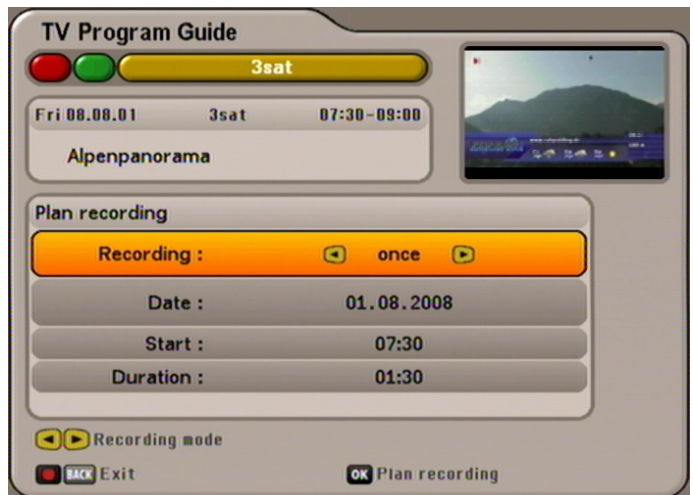 TV Program Guide
3sat
Fri 08.08.01 3sat 07:30-09:00
Alpenpanorama
Plan recording
Recording : once
Date : 01.08.2008
Start : 07:30
Duration : 01:30
Recording mode
BACK Exit OK Plan recording